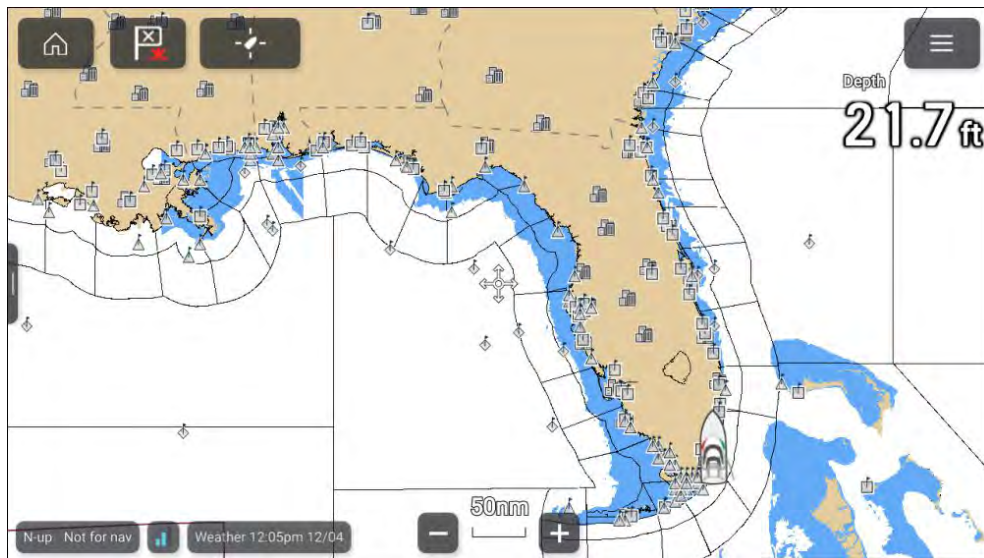 Depth
21.7 ft
50nm
N-up Not for nav
Weather 12:05pm 12/04